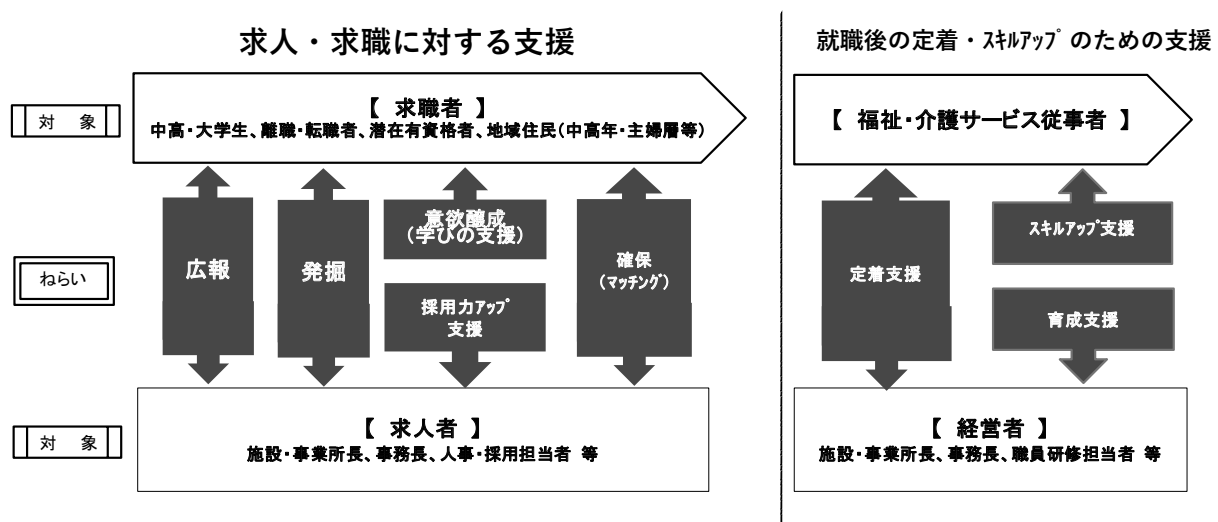 求人・求職に対する支援
就職後の定着・ｽｷﾙｱｯﾌﾟのための支援
対　象
【 求職者 】
中高・大学生、離職・転職者、潜在有資格者、地域住民(中高年・主婦層等)
【 福祉・介護サービス従事者 】
ねらい
広報
発掘
意欲醸成
(学びの支援)
採用力ｱｯﾌﾟ
支援
確保
(ﾏｯﾁﾝｸﾞ)
定着支援
ｽｷﾙｱｯﾌﾟ支援
育成支援
対　象
【 求人者 】
施設・事業所長、事務長、人事・採用担当者 等
【 経営者 】
施設・事業所長、事務長、職員研修担当者 等